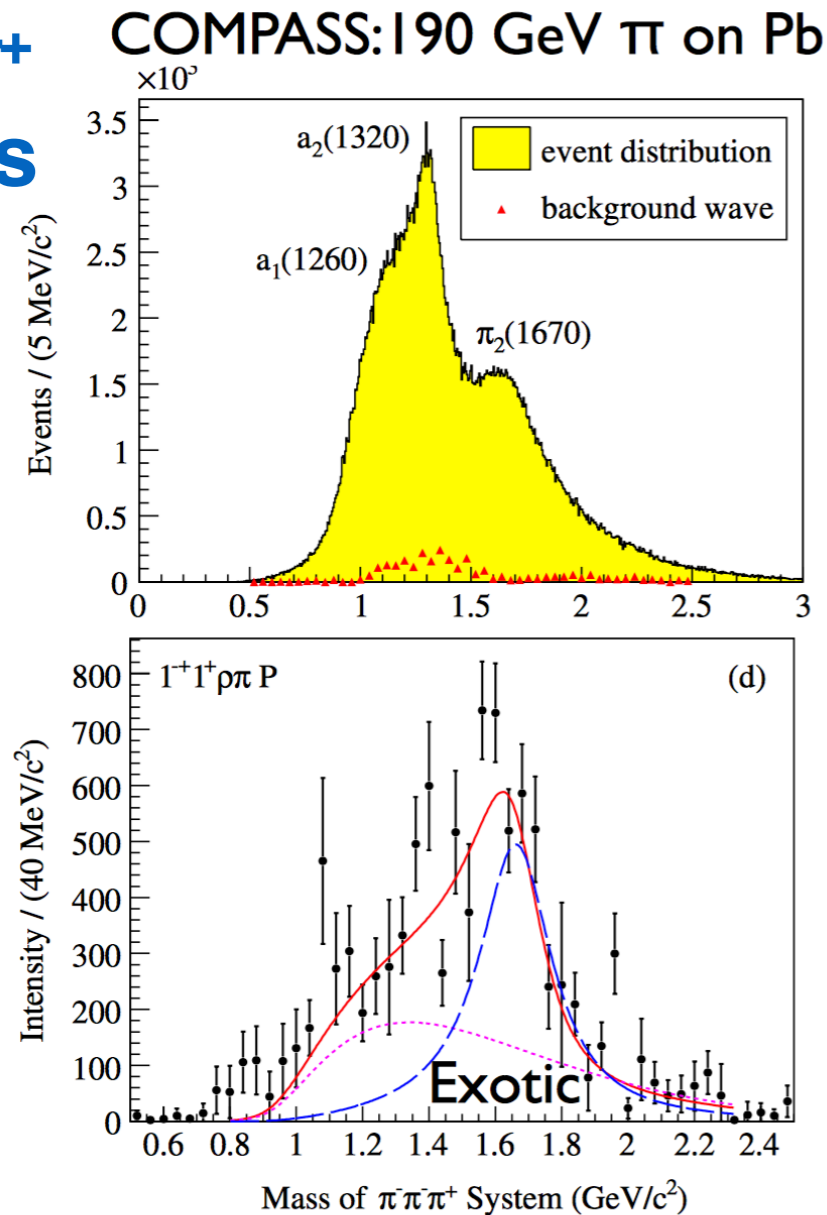 + COMPASS:190 GeV π on Pb
s
×10³
3.5
3
2.5
2
1.5
1
0.5
0
Events / (5 MeV/c²)
a₂(1320)
a₁(1260)
π₂(1670)
event distribution
background wave
0 0.5 1 1.5 2 2.5 3
1⁻⁺1⁺ρπ P (d)
800
700
600
500
400
300
200
100
0
Intensity / (40 MeV/c²)
Exotic
0.6 0.8 1 1.2 1.4 1.6 1.8 2 2.2 2.4
Mass of π⁻π⁻π⁺ System (GeV/c²)